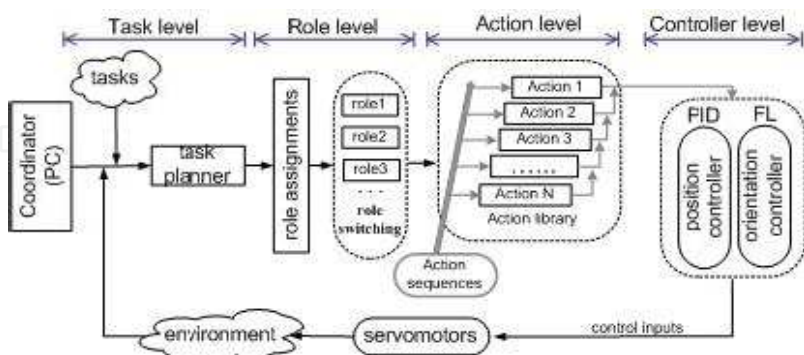 Task level
Role level
Action level
Controller level
tasks
Coordinator
(PC)
task
planner
role assignments
role1
role2
role3
. . .
role
switching
Action 1
Action 2
Action 3
......
Action N
Action library
Action
sequences
PID
FL
position
controller
orientation
controller
environment
servomotors
control inputs